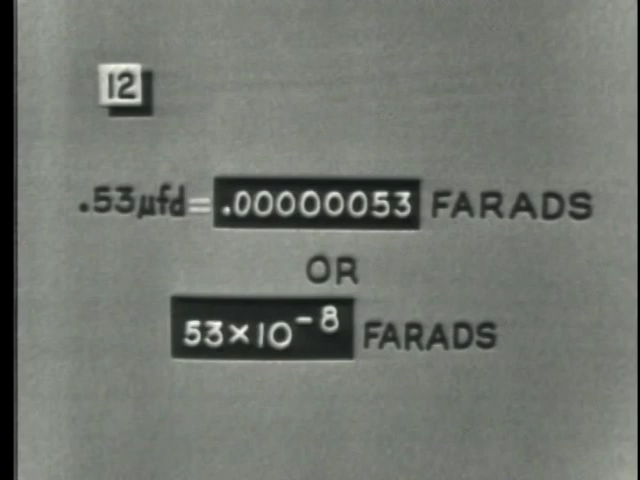 12
.53µfd = .00000053 FARADS
OR
53×10⁻⁸ FARADS